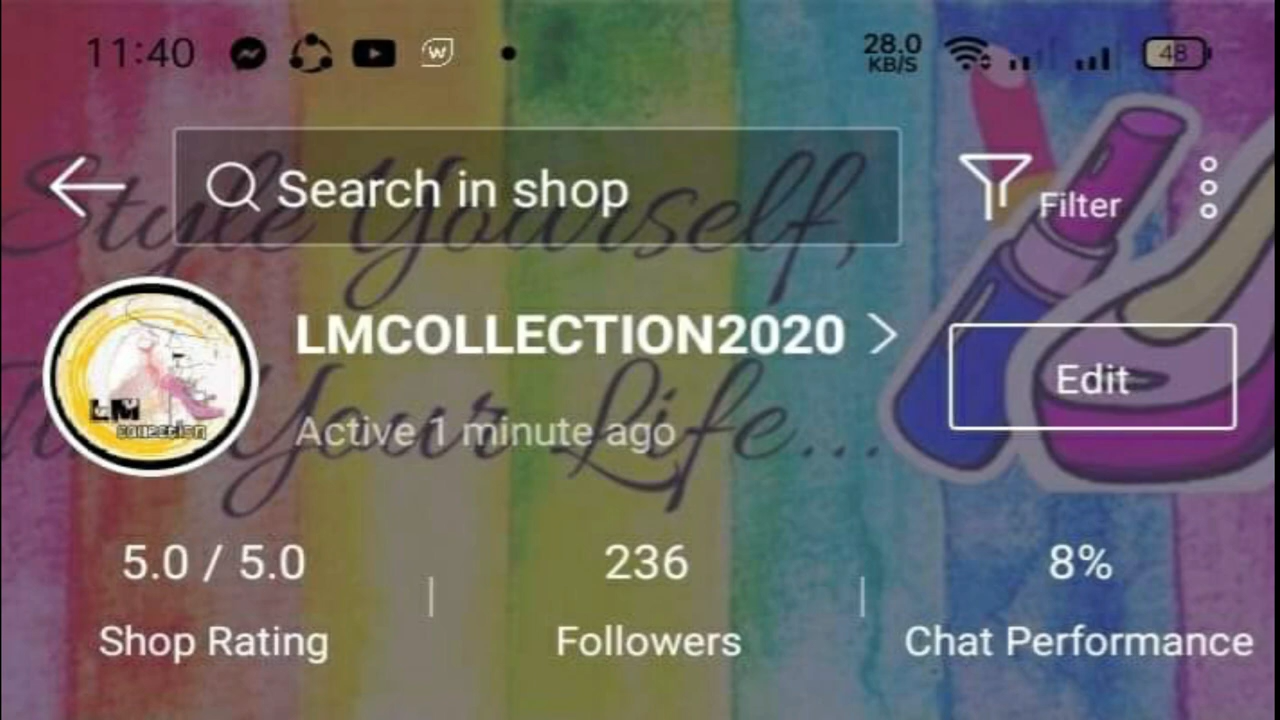 11:40
28.0
KB/S
48
Search in shop
Filter
Style Yourself,
LMCOLLECTION2020
Edit
LM
collection
Your Life...
Active 1 minute ago
5.0 / 5.0
236
8%
Shop Rating
Followers
Chat Performance